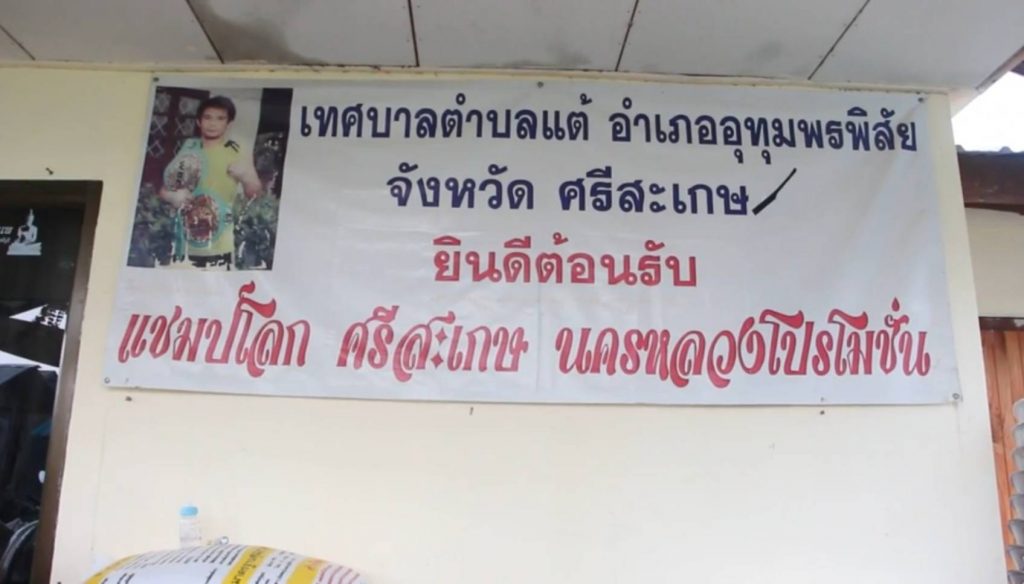 เทศบาลตำบลแต้ อำเภออุทุมพรพิสัย
จังหวัด ศรีสะเกษ
ยินดีต้อนรับ
แชมป์โลก ศรีสะเกษ นครหลวงโปรโมชั่น